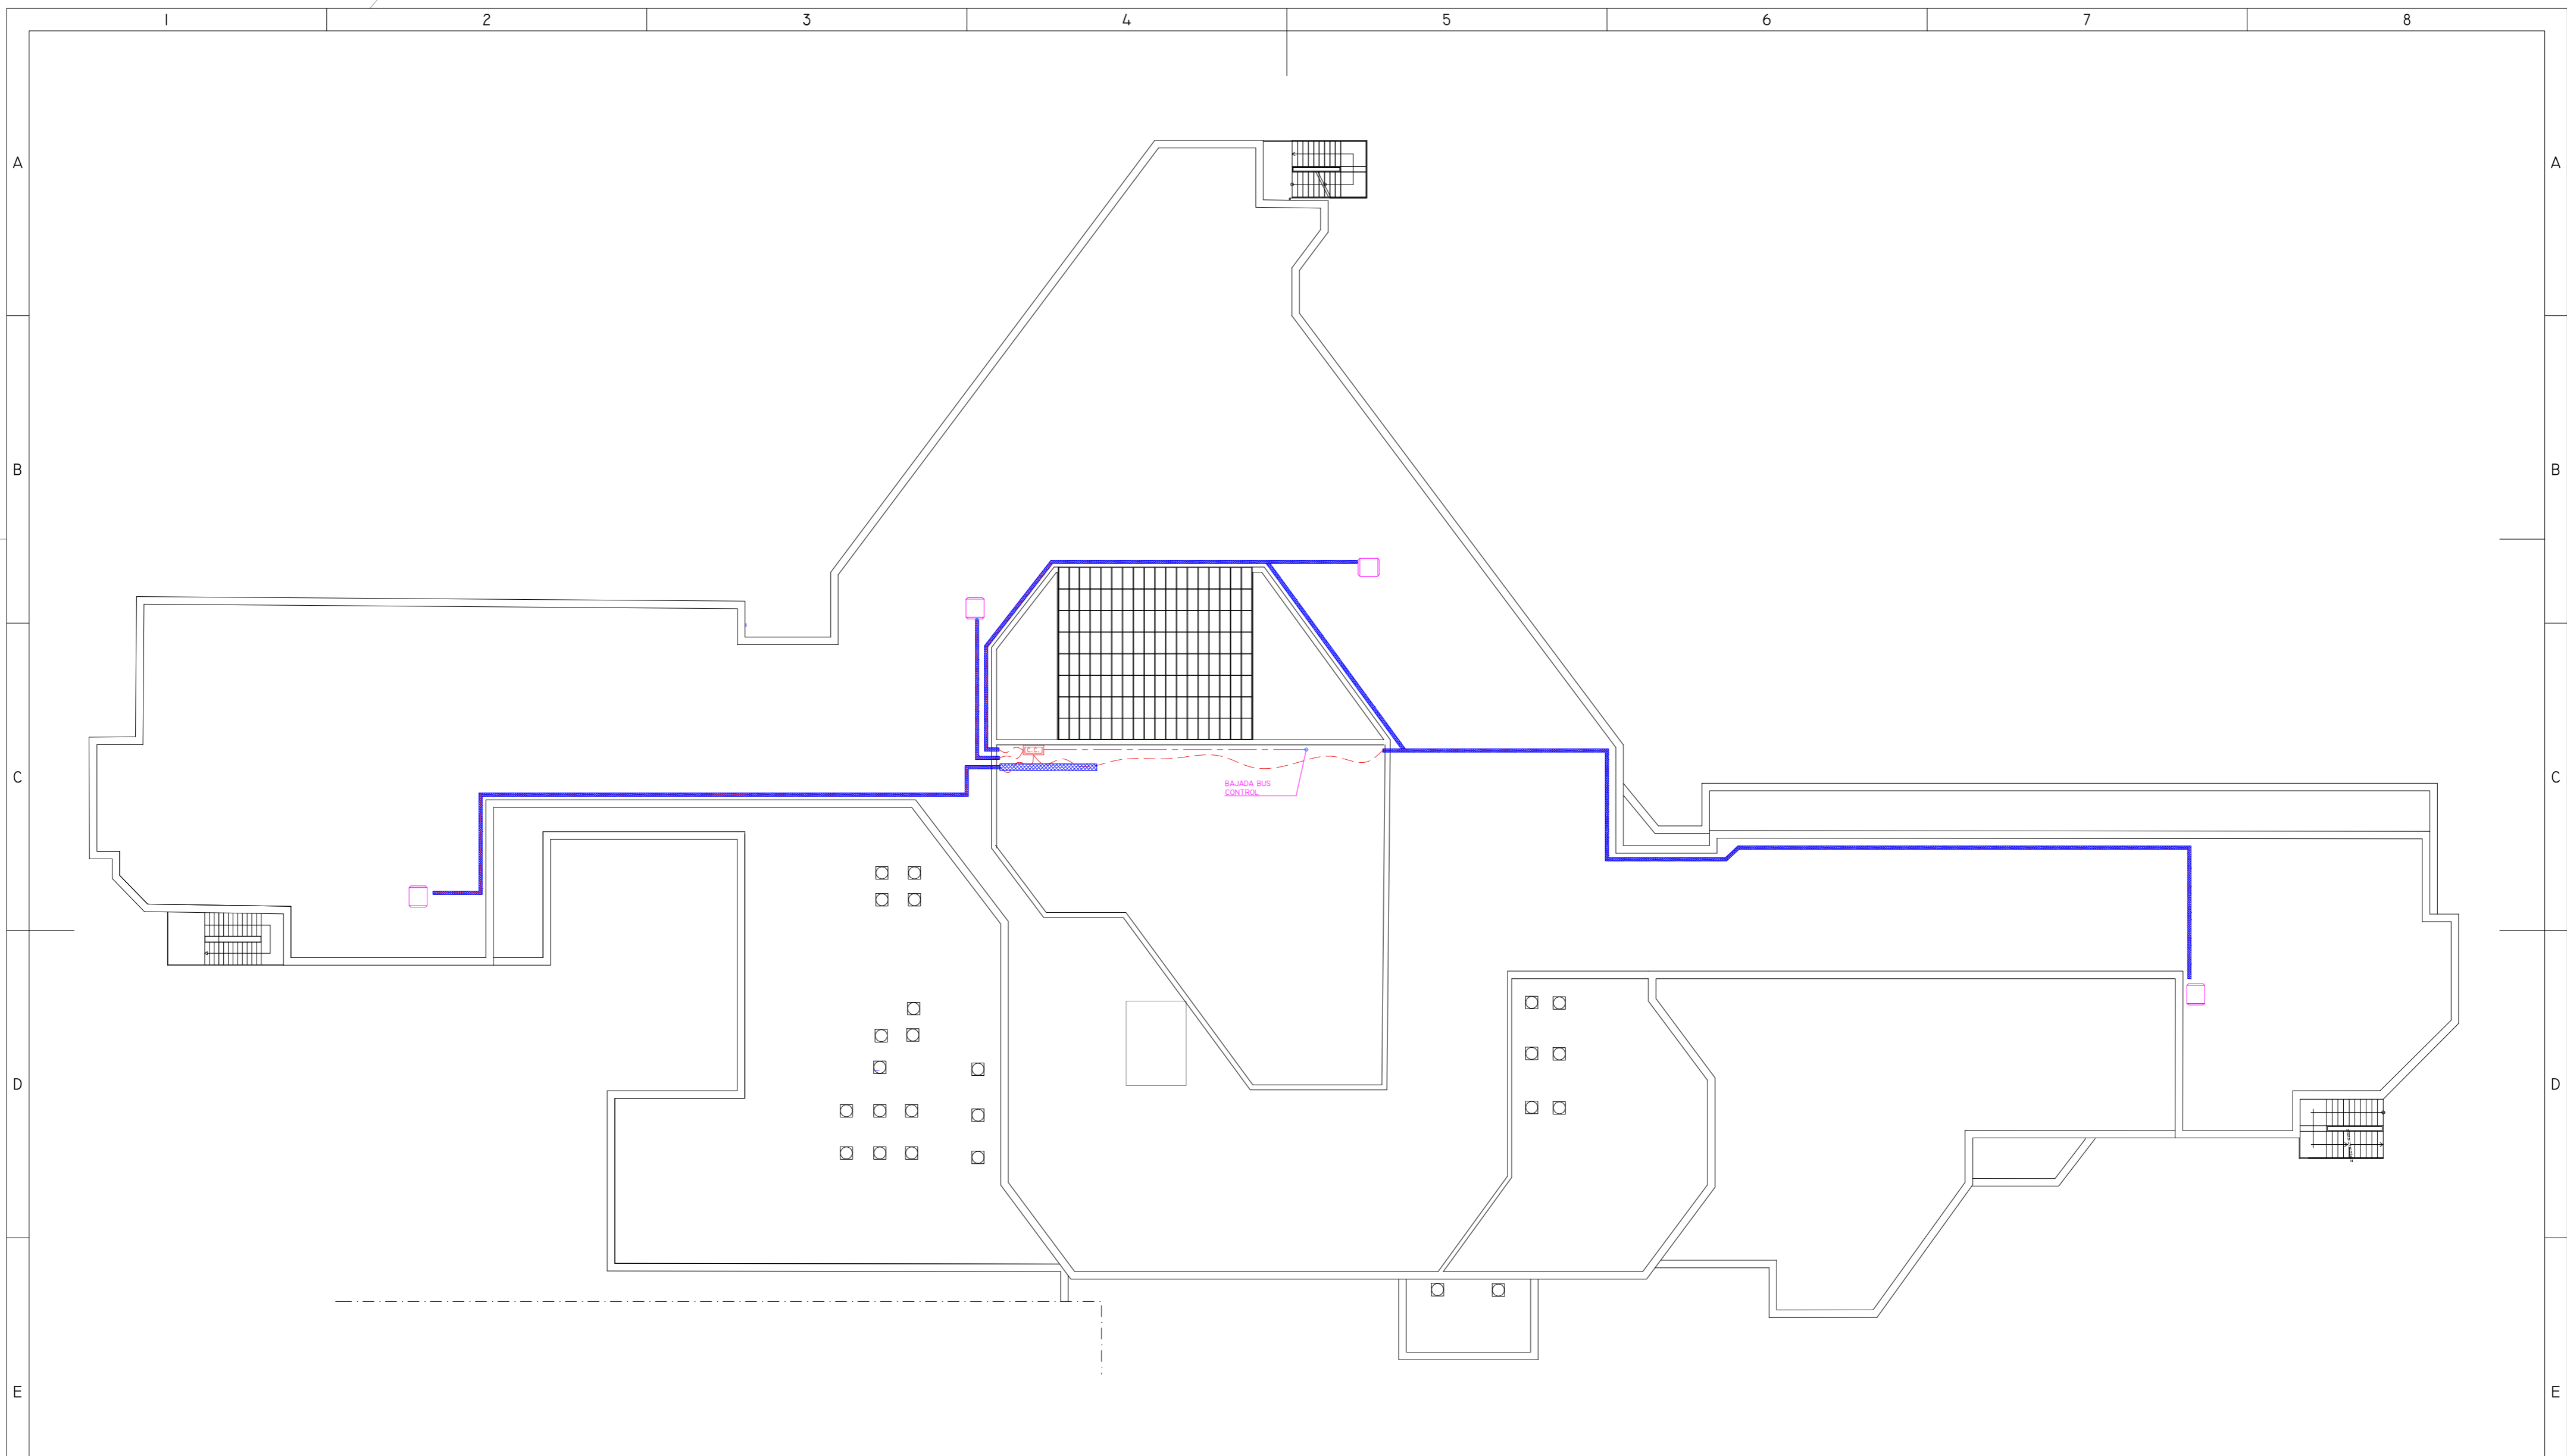 1 2 3 4 5 6 7 8
A A
B B
C C
BAJADA BUS
CONTROL
D D
E E